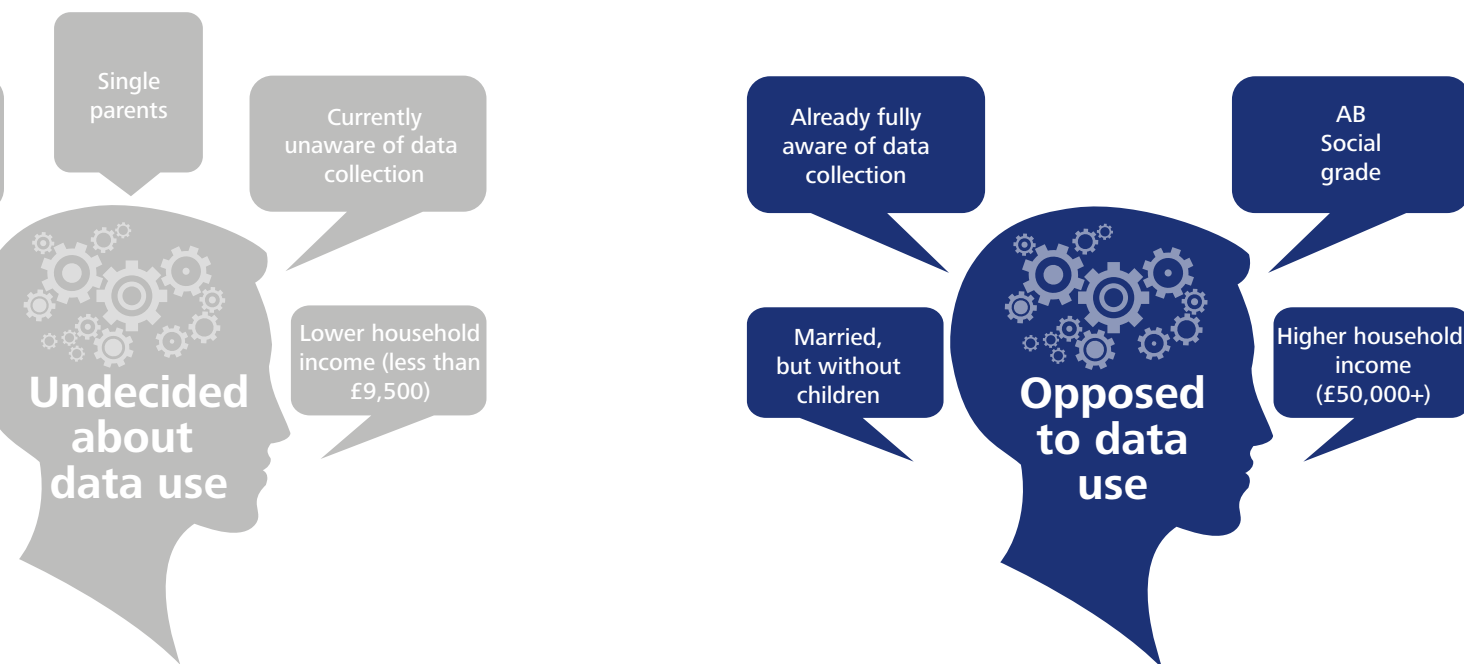 Single
parents
Currently
unaware of data
collection
Lower household
income (less than
£9,500)
Undecided
about
data use
Already fully
aware of data
collection
AB
Social
grade
Married,
but without
children
Higher household
income
(£50,000+)
Opposed
to data
use